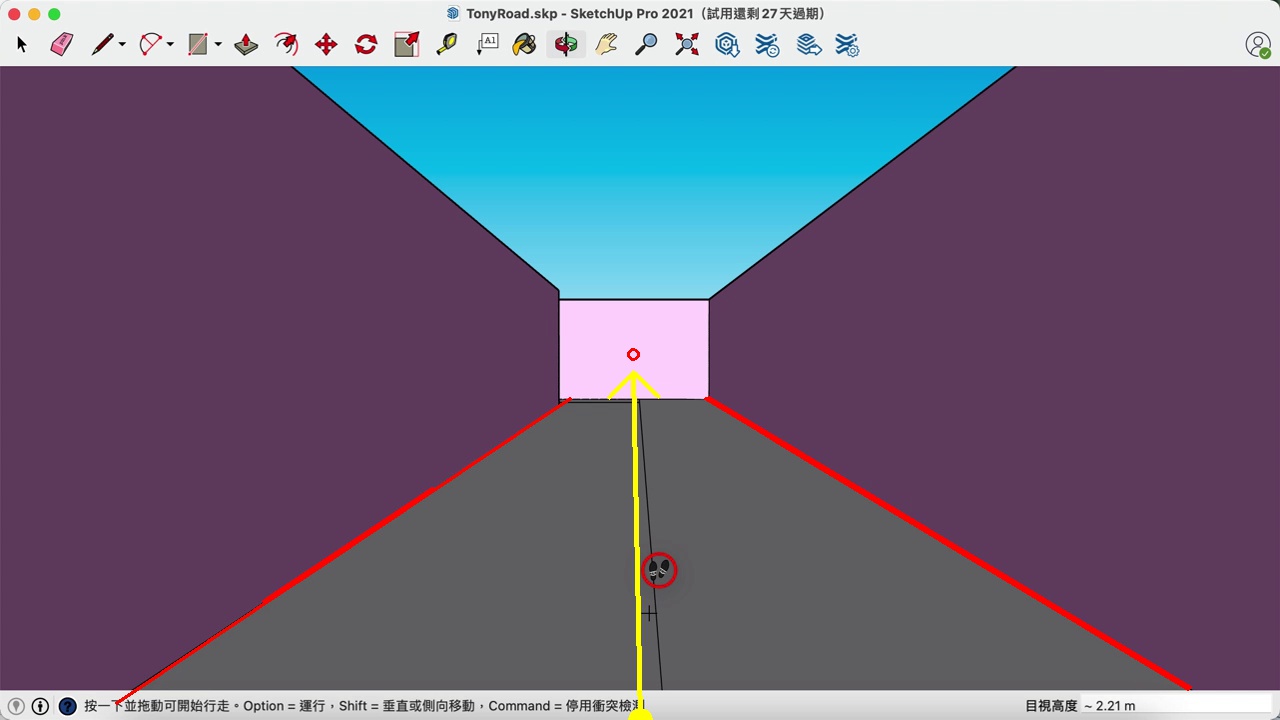 TonyRoad.skp - SketchUp Pro 2021（試用還剩 27 天過期）
A1
按一下並拖動可開始行走。Option = 運行，Shift = 垂直或側向移動，Command = 停用衝突檢測
目視高度 ~ 2.21 m